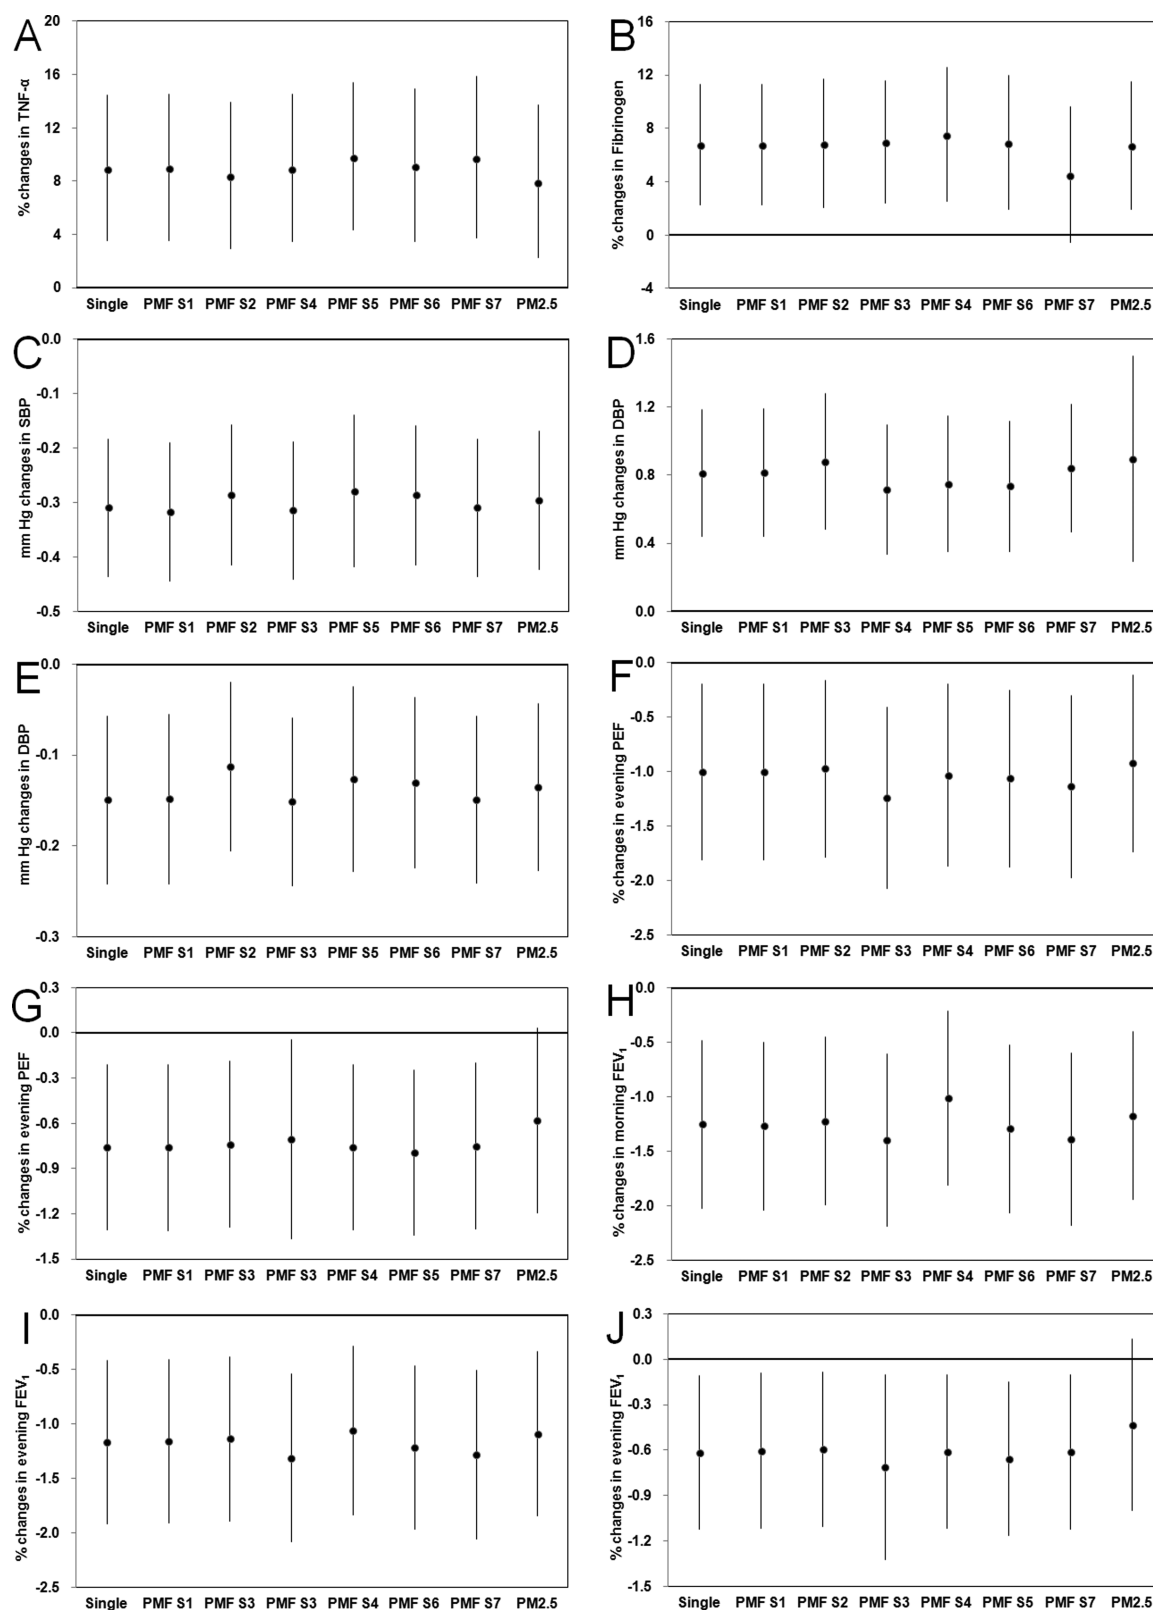 A
% changes in TNF-α
20
16
12
8
4
0
Single PMF S1 PMF S2 PMF S4 PMF S5 PMF S6 PMF S7 PM2.5
B
% changes in Fibrinogen
16
12
8
4
0
-4
Single PMF S1 PMF S2 PMF S3 PMF S4 PMF S6 PMF S7 PM2.5
C
mm Hg changes in SBP
0.0
-0.1
-0.2
-0.3
-0.4
-0.5
Single PMF S1 PMF S2 PMF S3 PMF S5 PMF S6 PMF S7 PM2.5
D
mm Hg changes in DBP
1.6
1.2
0.8
0.4
0.0
Single PMF S1 PMF S3 PMF S4 PMF S5 PMF S6 PMF S7 PM2.5
E
mm Hg changes in DBP
0.0
-0.1
-0.2
-0.3
Single PMF S1 PMF S2 PMF S3 PMF S5 PMF S6 PMF S7 PM2.5
F
% changes in evening PEF
0.0
-0.5
-1.0
-1.5
-2.0
-2.5
Single PMF S1 PMF S2 PMF S3 PMF S4 PMF S6 PMF S7 PM2.5
G
% changes in evening PEF
0.3
0.0
-0.3
-0.6
-0.9
-1.2
-1.5
Single PMF S1 PMF S3 PMF S3 PMF S4 PMF S5 PMF S7 PM2.5
H
% changes in morning FEV₁
0.0
-0.5
-1.0
-1.5
-2.0
-2.5
Single PMF S1 PMF S2 PMF S3 PMF S4 PMF S6 PMF S7 PM2.5
I
% changes in evening FEV₁
0.0
-0.5
-1.0
-1.5
-2.0
-2.5
Single PMF S1 PMF S3 PMF S3 PMF S4 PMF S6 PMF S7 PM2.5
J
% changes in evening FEV₁
0.3
0.0
-0.3
-0.6
-0.9
-1.2
-1.5
Single PMF S1 PMF S2 PMF S3 PMF S4 PMF S5 PMF S7 PM2.5